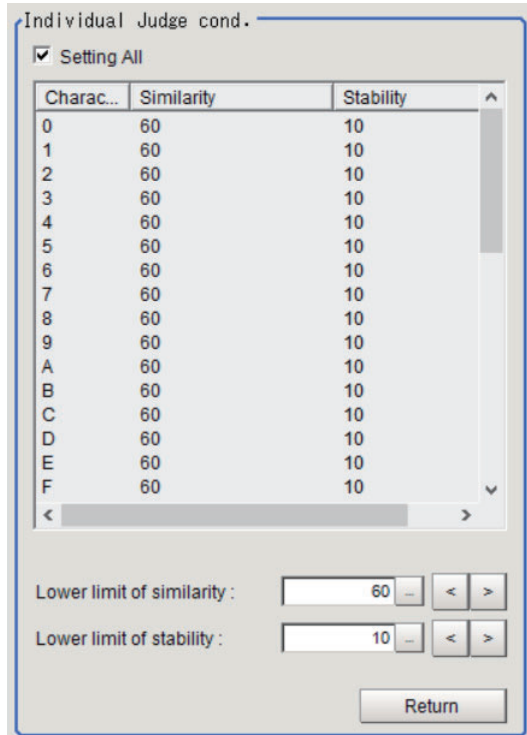 Individual Judge cond.
Setting All
Charac... Similarity Stability
0 60 10
1 60 10
2 60 10
3 60 10
4 60 10
5 60 10
6 60 10
7 60 10
8 60 10
9 60 10
A 60 10
B 60 10
C 60 10
D 60 10
E 60 10
F 60 10
Lower limit of similarity : 60 ... < >
Lower limit of stability : 10 ... < >
Return